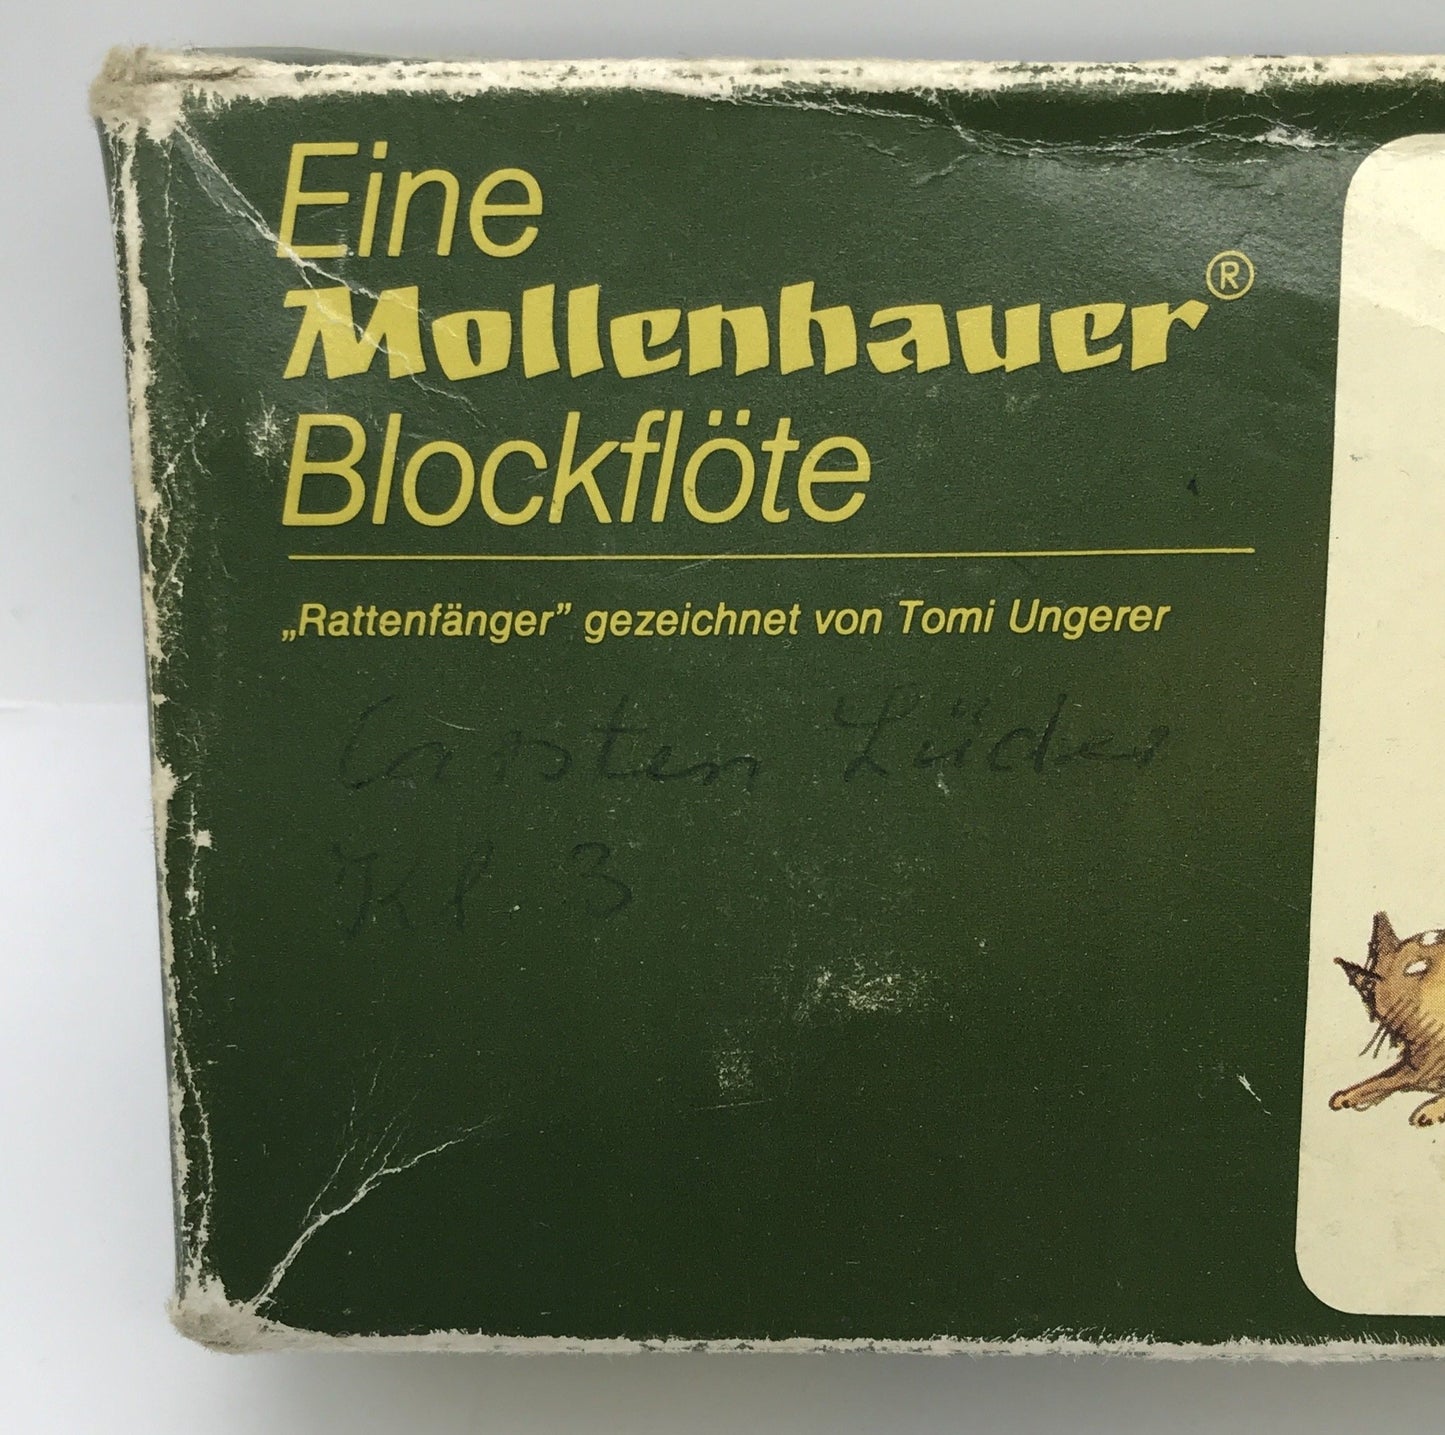 Eine
Mollenhauer®
Blockflöte
„Rattenfänger” gezeichnet von Tomi Ungerer
Carsten Lüders
Kl 3